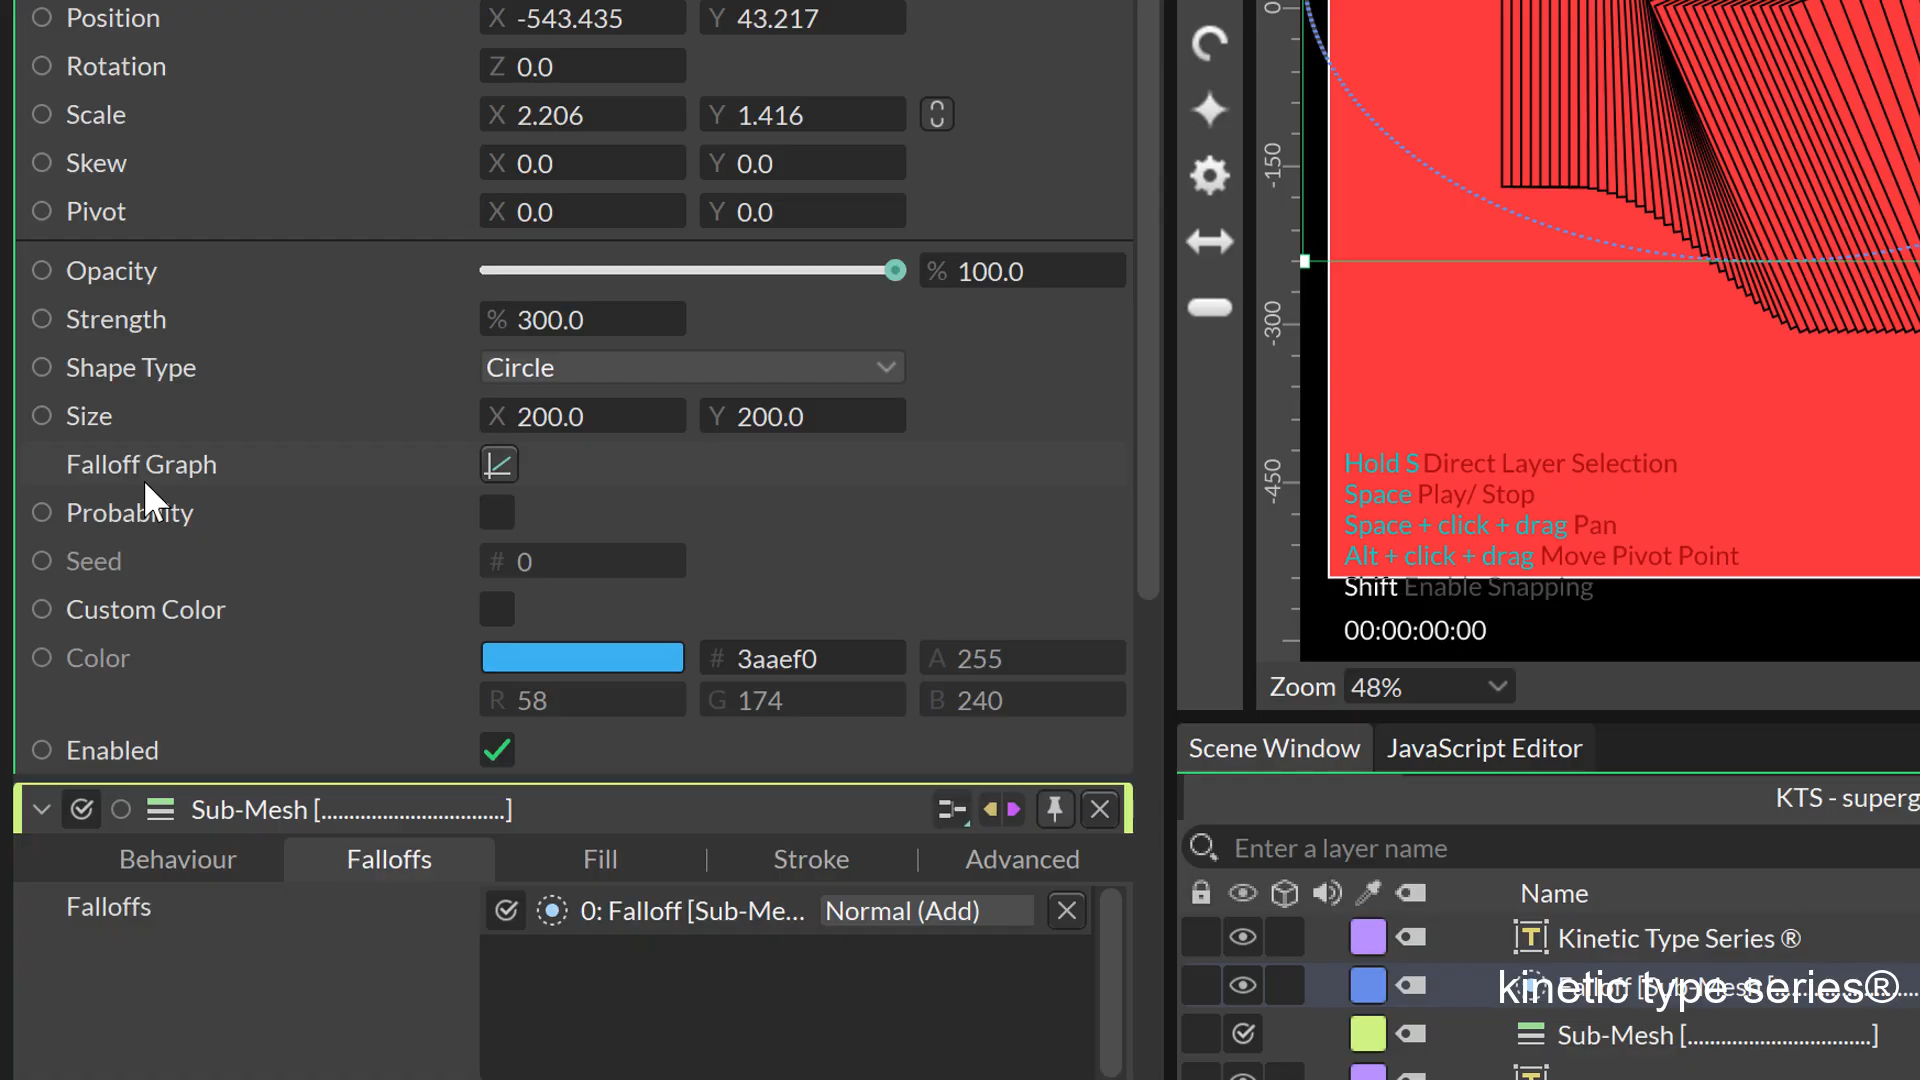 Position X -543.435 Y 43.217
Rotation Z 0.0
Scale X 2.206 Y 1.416
Skew X 0.0 Y 0.0
Pivot X 0.0 Y 0.0
Opacity % 100.0
Strength % 300.0
Shape Type Circle
Size X 200.0 Y 200.0
Falloff Graph
Probability
Seed # 0
Custom Color
Color # 3aaef0 A 255
R 58 G 174 B 240
Enabled
Sub-Mesh [................................]
Behaviour Falloffs Fill Stroke Advanced
Falloffs 0: Falloff [Sub-Me... Normal (Add)
0
-150
-300
-450
Hold S Direct Layer Selection
Space Play/ Stop
Space + click + drag Pan
Alt + click + drag Move Pivot Point
Shift Enable Snapping
00:00:00:00
Zoom 48%
Scene Window JavaScript Editor
KTS - superg
Enter a layer name
Name
T Kinetic Type Series ®
Falloff [Sub-Mesh [................
kinetic type series®
Sub-Mesh [................................]